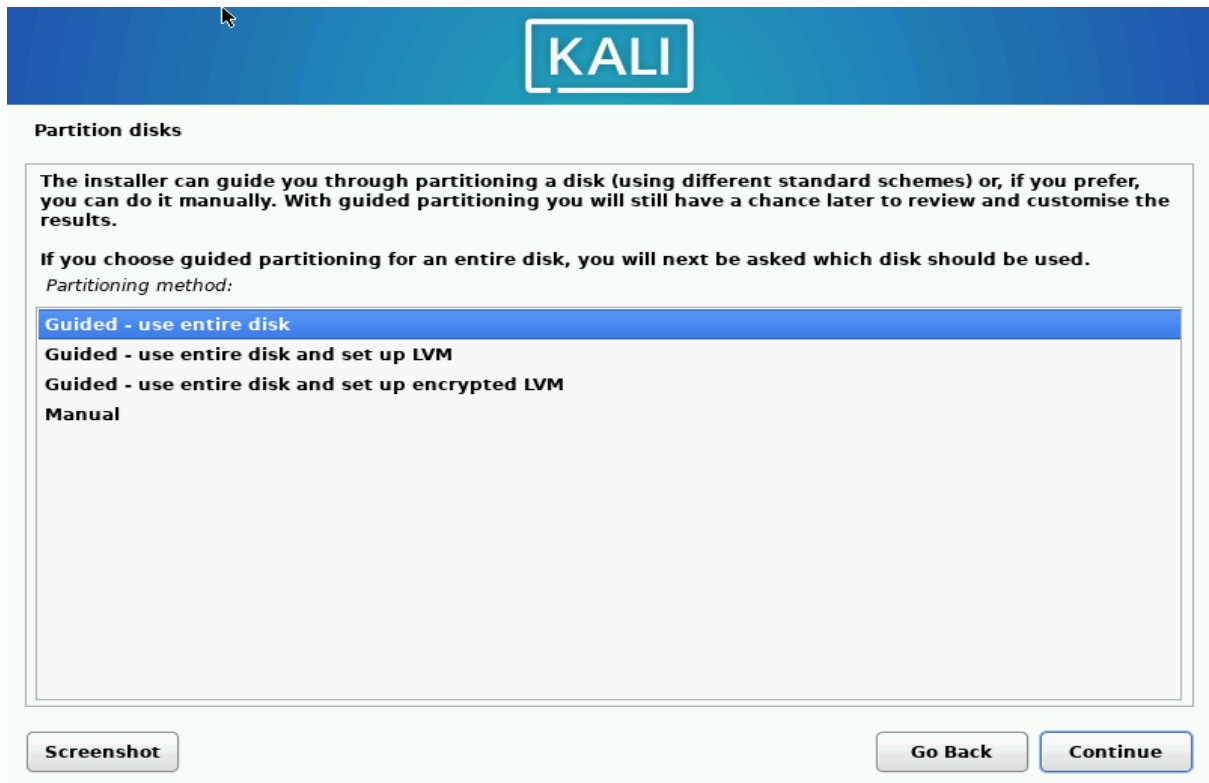 KALI
Partition disks
The installer can guide you through partitioning a disk (using different standard schemes) or, if you prefer,
you can do it manually. With guided partitioning you will still have a chance later to review and customise the
results.
If you choose guided partitioning for an entire disk, you will next be asked which disk should be used.
Partitioning method:
Guided - use entire disk
Guided - use entire disk and set up LVM
Guided - use entire disk and set up encrypted LVM
Manual
Screenshot
Go Back
Continue